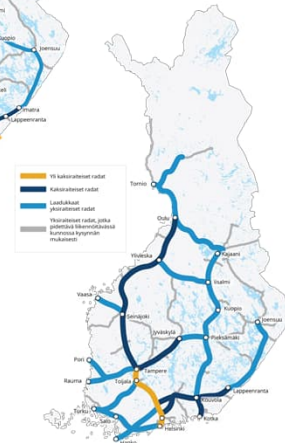 Joensuu
Imatra
Lappeenranta
Yli kaksiraiteiset radat
Kaksiraiteiset radat
Laadukkaat
yksiraiteiset radat
Yksiraiteiset radat, jotka
pidettävä liikennöitävässä
kunnossa kysynnän
mukaisesti
Tornio
Oulu
Ylivieska
Kajaani
Iisalmi
Vaasa
Seinäjoki
Kuopio
Joensuu
Jyväskylä
Pieksämäki
Pori
Tampere
Rauma
Toijala
Lappeenranta
Kouvola
Turku
Salo
Kotka
Helsinki
Hanko